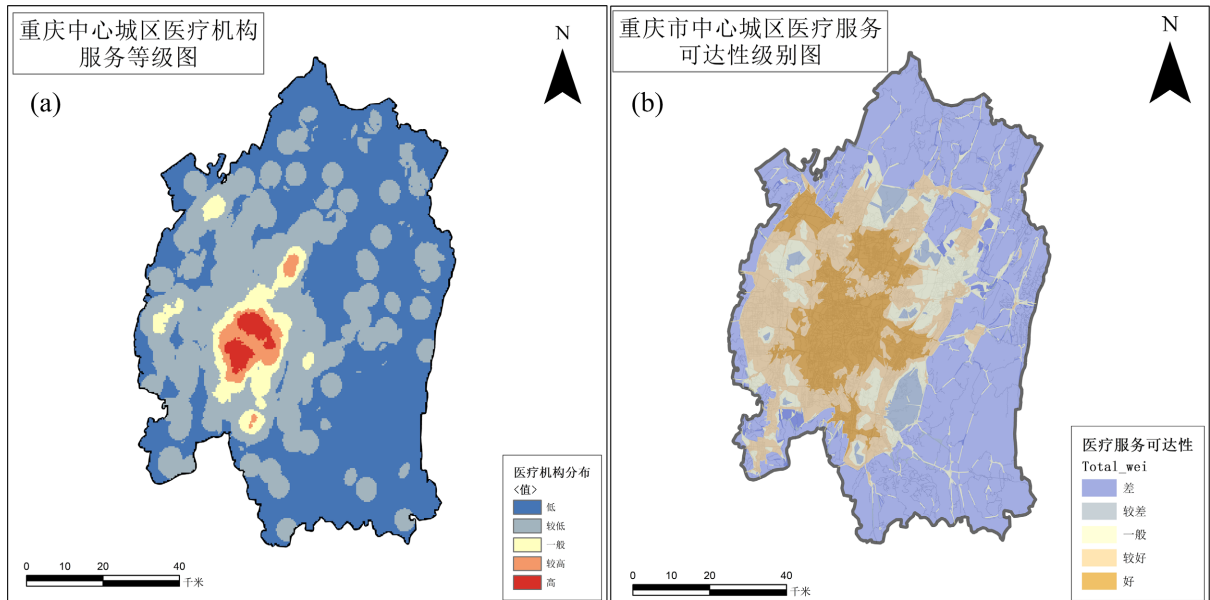 重庆中心城区医疗机构
服务等级图
N
(a)
医疗机构分布
<值>
低
较低
一般
较高
高
0 10 20 40
千米
重庆市中心城区医疗服务
可达性级别图
N
(b)
医疗服务可达性
Total_wei
差
较差
一般
较好
好
0 10 20 40
千米